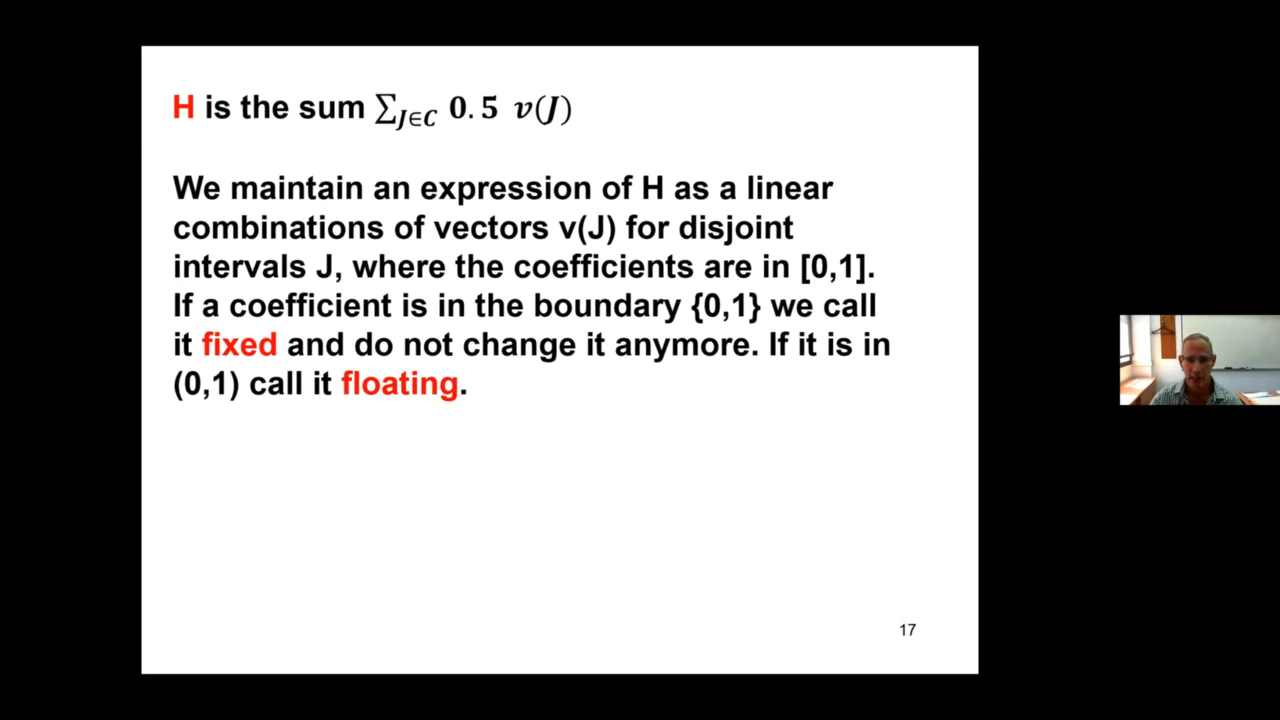 H is the sum ∑_{J∈C} 0.5 v(J)
We maintain an expression of H as a linear
combinations of vectors v(J) for disjoint
intervals J, where the coefficients are in [0,1].
If a coefficient is in the boundary {0,1} we call
it fixed and do not change it anymore. If it is in
(0,1) call it floating.
17